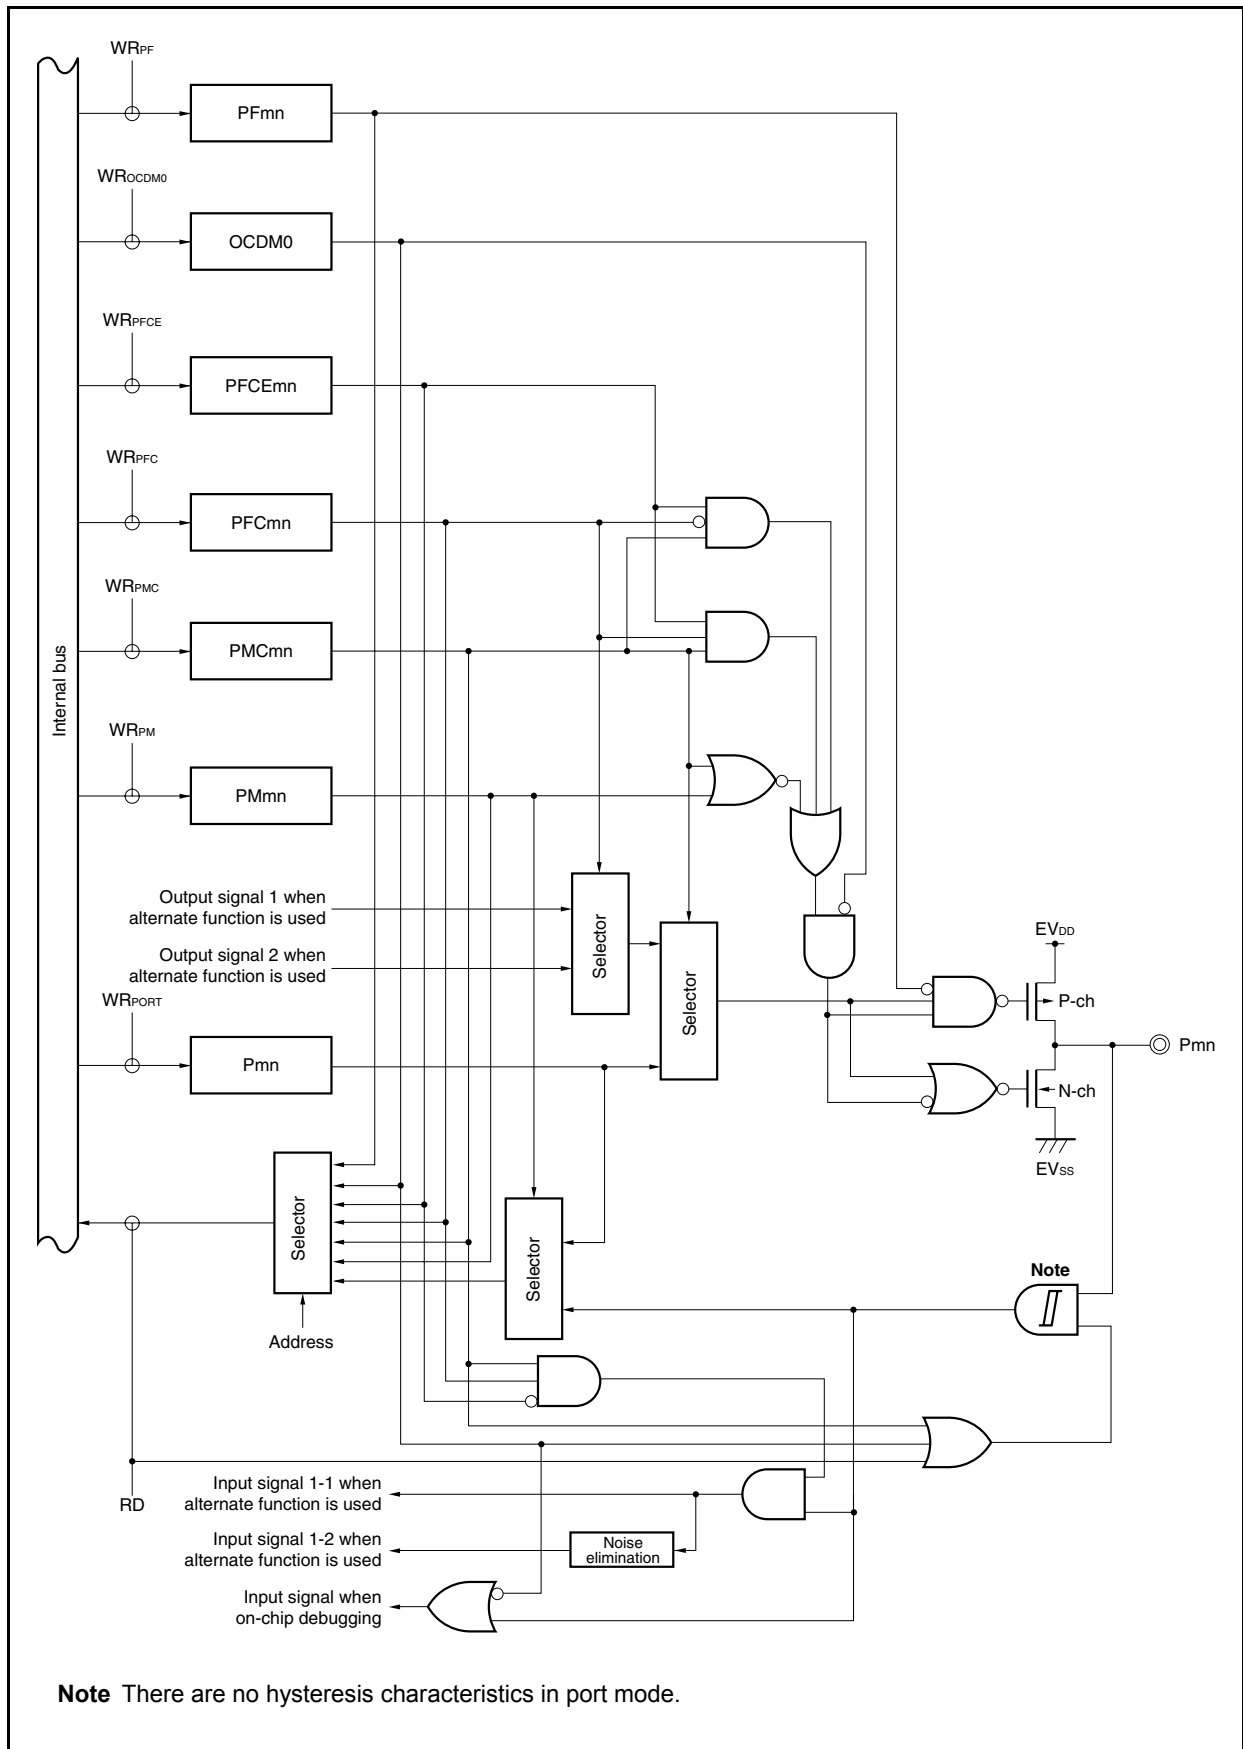 WRPF
PFmn
WROCDM0
OCDM0
WRPFCE
PFCEmn
WRPFC
PFCmn
WRPMC
PMCmn
Internal bus
WRPM
PMmn
Output signal 1 when
alternate function is used
Output signal 2 when
alternate function is used
Selector
Selector
EVDD
P-ch
WRPORT
Pmn
Pmn
N-ch
EVSS
Selector
Selector
Address
Note
RD
Input signal 1-1 when
alternate function is used
Input signal 1-2 when
alternate function is used
Noise
elimination
Input signal when
on-chip debugging
Note There are no hysteresis characteristics in port mode.